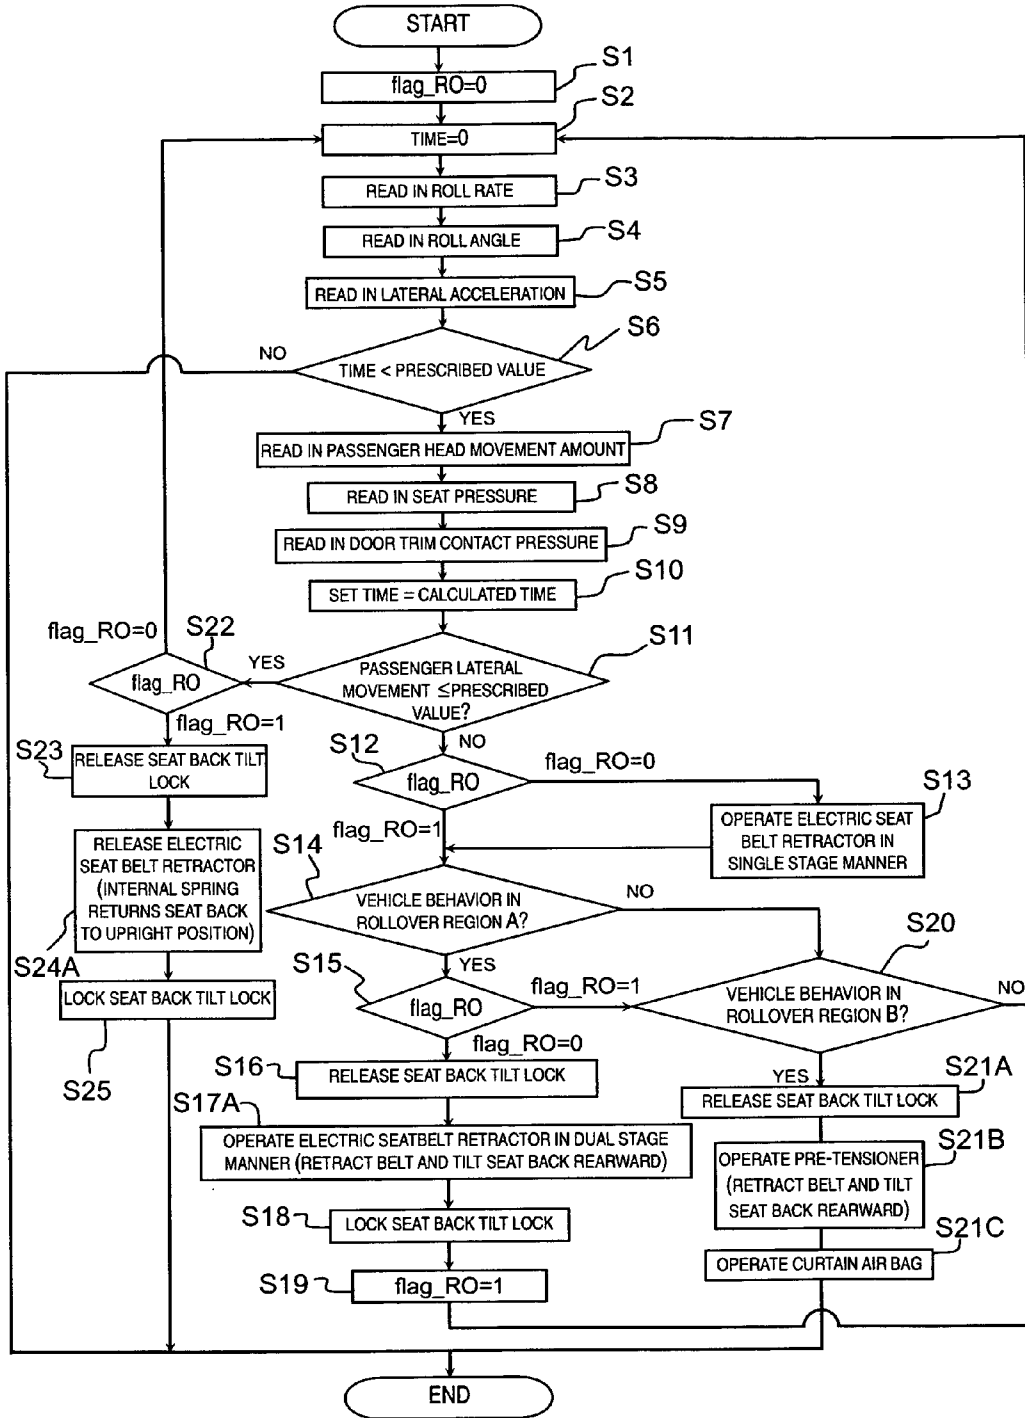 START
S1
flag_RO=0
S2
TIME=0
S3
READ IN ROLL RATE
S4
READ IN ROLL ANGLE
S5
READ IN LATERAL ACCELERATION
S6
NO
TIME < PRESCRIBED VALUE
YES
S7
READ IN PASSENGER HEAD MOVEMENT AMOUNT
S8
READ IN SEAT PRESSURE
S9
READ IN DOOR TRIM CONTACT PRESSURE
S10
SET TIME = CALCULATED TIME
flag_RO=0
S22
flag_RO
flag_RO=1
YES
S11
PASSENGER LATERAL
MOVEMENT ≤PRESCRIBED
VALUE?
NO
S23
RELEASE SEAT BACK TILT
LOCK
RELEASE ELECTRIC
SEAT BELT RETRACTOR
(INTERNAL SPRING
RETURNS SEAT BACK
TO UPRIGHT POSITION)
S24A
LOCK SEAT BACK TILT LOCK
S25
S12
flag_RO
flag_RO=0
flag_RO=1
S13
OPERATE ELECTRIC SEAT
BELT RETRACTOR IN
SINGLE STAGE MANNER
S14
VEHICLE BEHAVIOR IN
ROLLOVER REGION A?
NO
YES
S15
flag_RO
flag_RO=1
flag_RO=0
S20
VEHICLE BEHAVIOR IN
ROLLOVER REGION B?
NO
YES
S16
RELEASE SEAT BACK TILT LOCK
S17A
OPERATE ELECTRIC SEATBELT RETRACTOR IN DUAL STAGE
MANNER (RETRACT BELT AND TILT SEAT BACK REARWARD)
S18
LOCK SEAT BACK TILT LOCK
S19
flag_RO=1
S21A
RELEASE SEAT BACK TILT LOCK
S21B
OPERATE PRE-TENSIONER
(RETRACT BELT AND TILT
SEAT BACK REARWARD)
S21C
OPERATE CURTAIN AIR BAG
END